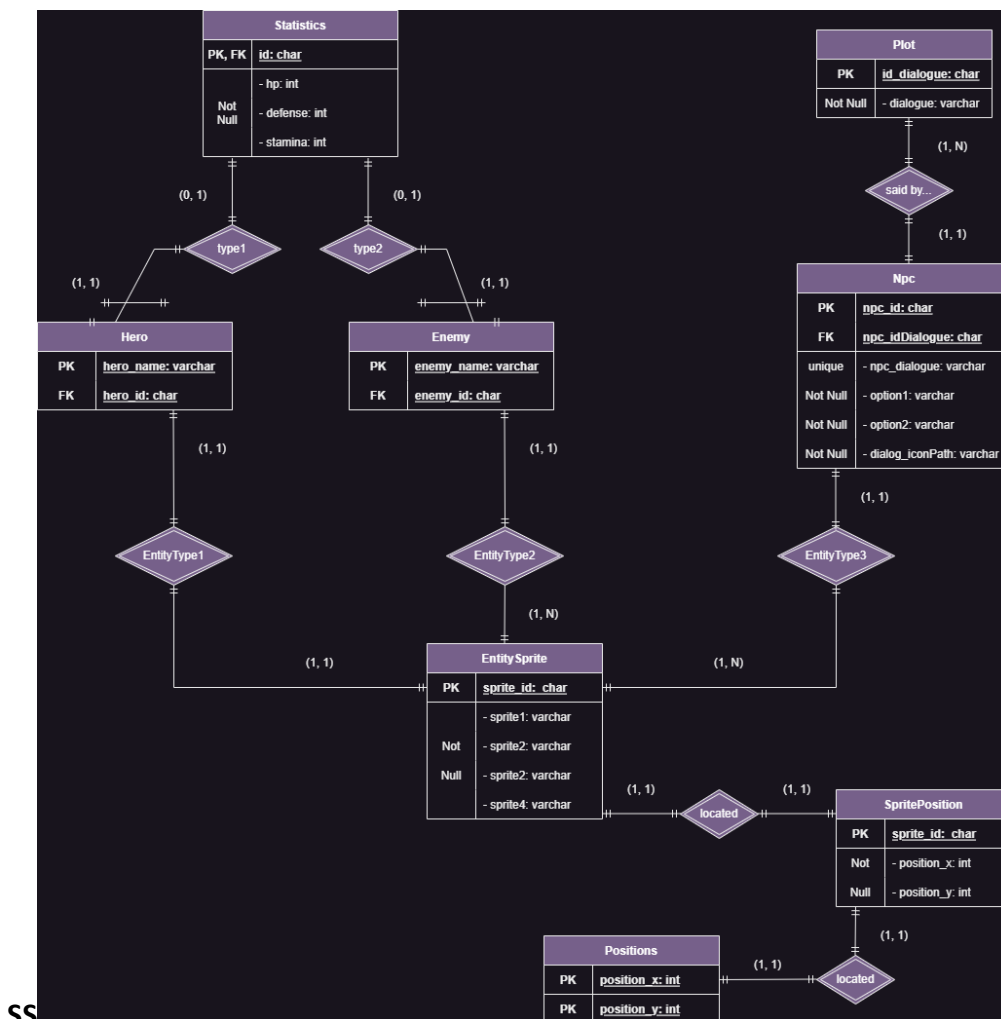 Statistics
PK, FK id: char
- hp: int
Not Null - defense: int
- stamina: int
Plot
PK id_dialogue: char
Not Null - dialogue: varchar
(1, N)
said by...
(1, 1)
(0, 1)
(0, 1)
type1
type2
(1, 1)
(1, 1)
Hero
PK hero_name: varchar
FK hero_id: char
Enemy
PK enemy_name: varchar
FK enemy_id: char
Npc
PK npc_id: char
FK npc_idDialogue: char
unique - npc_dialogue: varchar
Not Null - option1: varchar
Not Null - option2: varchar
Not Null - dialog_iconPath: varchar
(1, 1)
(1, 1)
(1, 1)
EntityType1
EntityType2
EntityType3
(1, N)
(1, 1)
(1, N)
EntitySprite
PK sprite_id: char
- sprite1: varchar
Not - sprite2: varchar
Null - sprite2: varchar
- sprite4: varchar
(1, 1)
located
(1, 1)
SpritePosition
PK sprite_id: char
Not - position_x: int
Null - position_y: int
(1, 1)
located
(1, 1)
Positions
PK position_x: int
PK position_y: int
SS